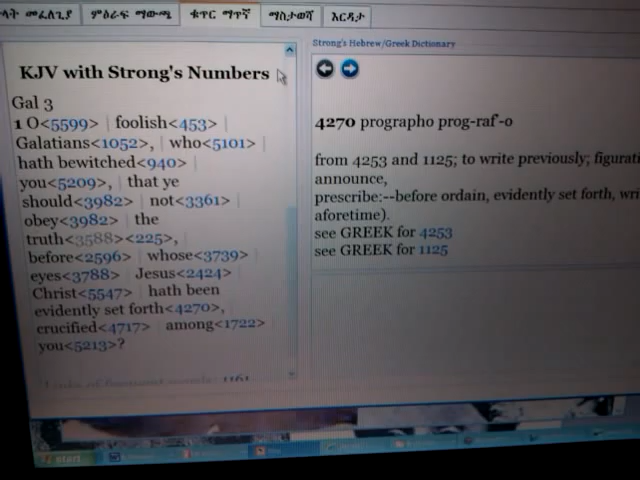 ቃላት መፈለጊያ ምዕራፍ ማውጫ ቁጥር ማጥኛ ማስታወሻ እርዳታ
Strong's Hebrew/Greek Dictionary
KJV with Strong's Numbers
Gal 3
1 O<5599> | foolish<453> |
Galatians<1052>, | who<5101>
hath bewitched<940> |
you<5209>, | that ye
should<3982> | not<3361>
obey<3982> | the
truth<3588><225>, |
before<2596> | whose<3739>
eyes<3788> | Jesus<2424>
Christ<5547> | hath been
evidently set forth<4270>,
crucified<4717> | among<1722>
you<5213>?
4270 prographo prog-raf'-o
from 4253 and 1125; to write previously; figurati
announce,
prescribe:--before ordain, evidently set forth, wri
aforetime).
see GREEK for 4253
see GREEK for 1125
start